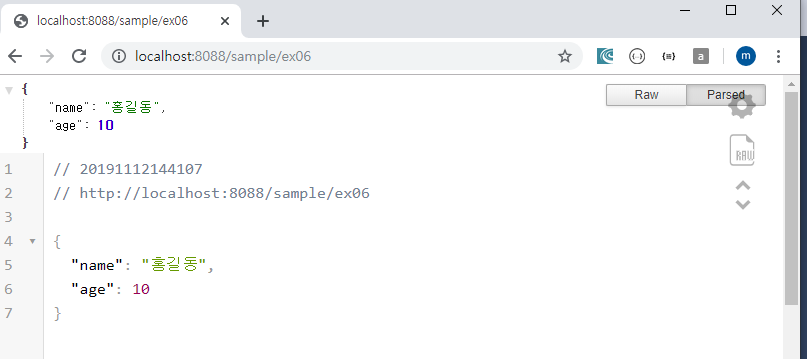 localhost:8088/sample/ex06
localhost:8088/sample/ex06
a
m
{
"name": "홍길동",
"age": 10
}
Raw
Parsed
RAW
1 // 20191112144107
2 // http://localhost:8088/sample/ex06
3
4 {
5 "name": "홍길동",
6 "age": 10
7 }